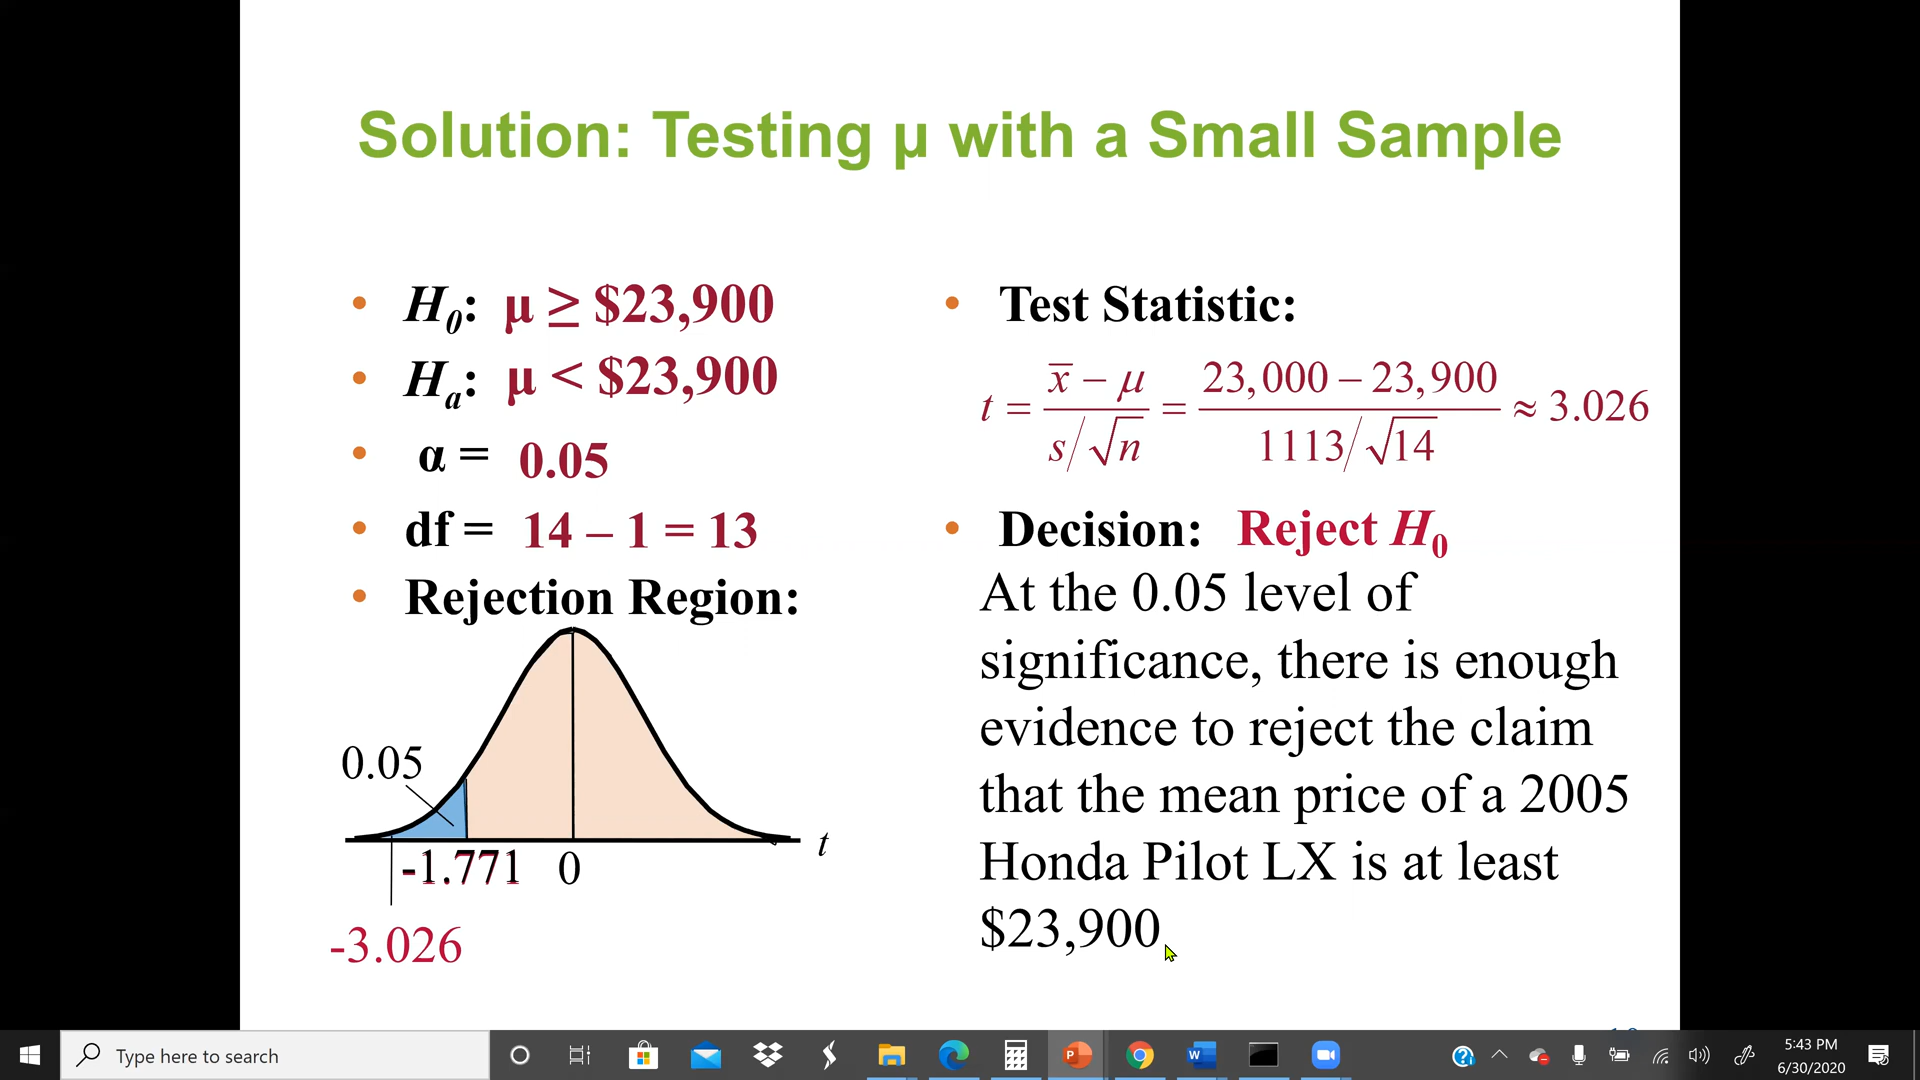 Solution: Testing μ with a Small Sample
• H0: μ ≥ $23,900
• Ha: μ < $23,900
• α = 0.05
• df = 14 – 1 = 13
• Rejection Region:
0.05
-1.771 0 t
-3.026
• Test Statistic:
t = (x̄ – μ) / (s/√n) = (23,000 – 23,900) / (1113/√14) ≈ 3.026
• Decision: Reject H0
At the 0.05 level of
significance, there is enough
evidence to reject the claim
that the mean price of a 2005
Honda Pilot LX is at least
$23,900
Type here to search
5:43 PM
6/30/2020